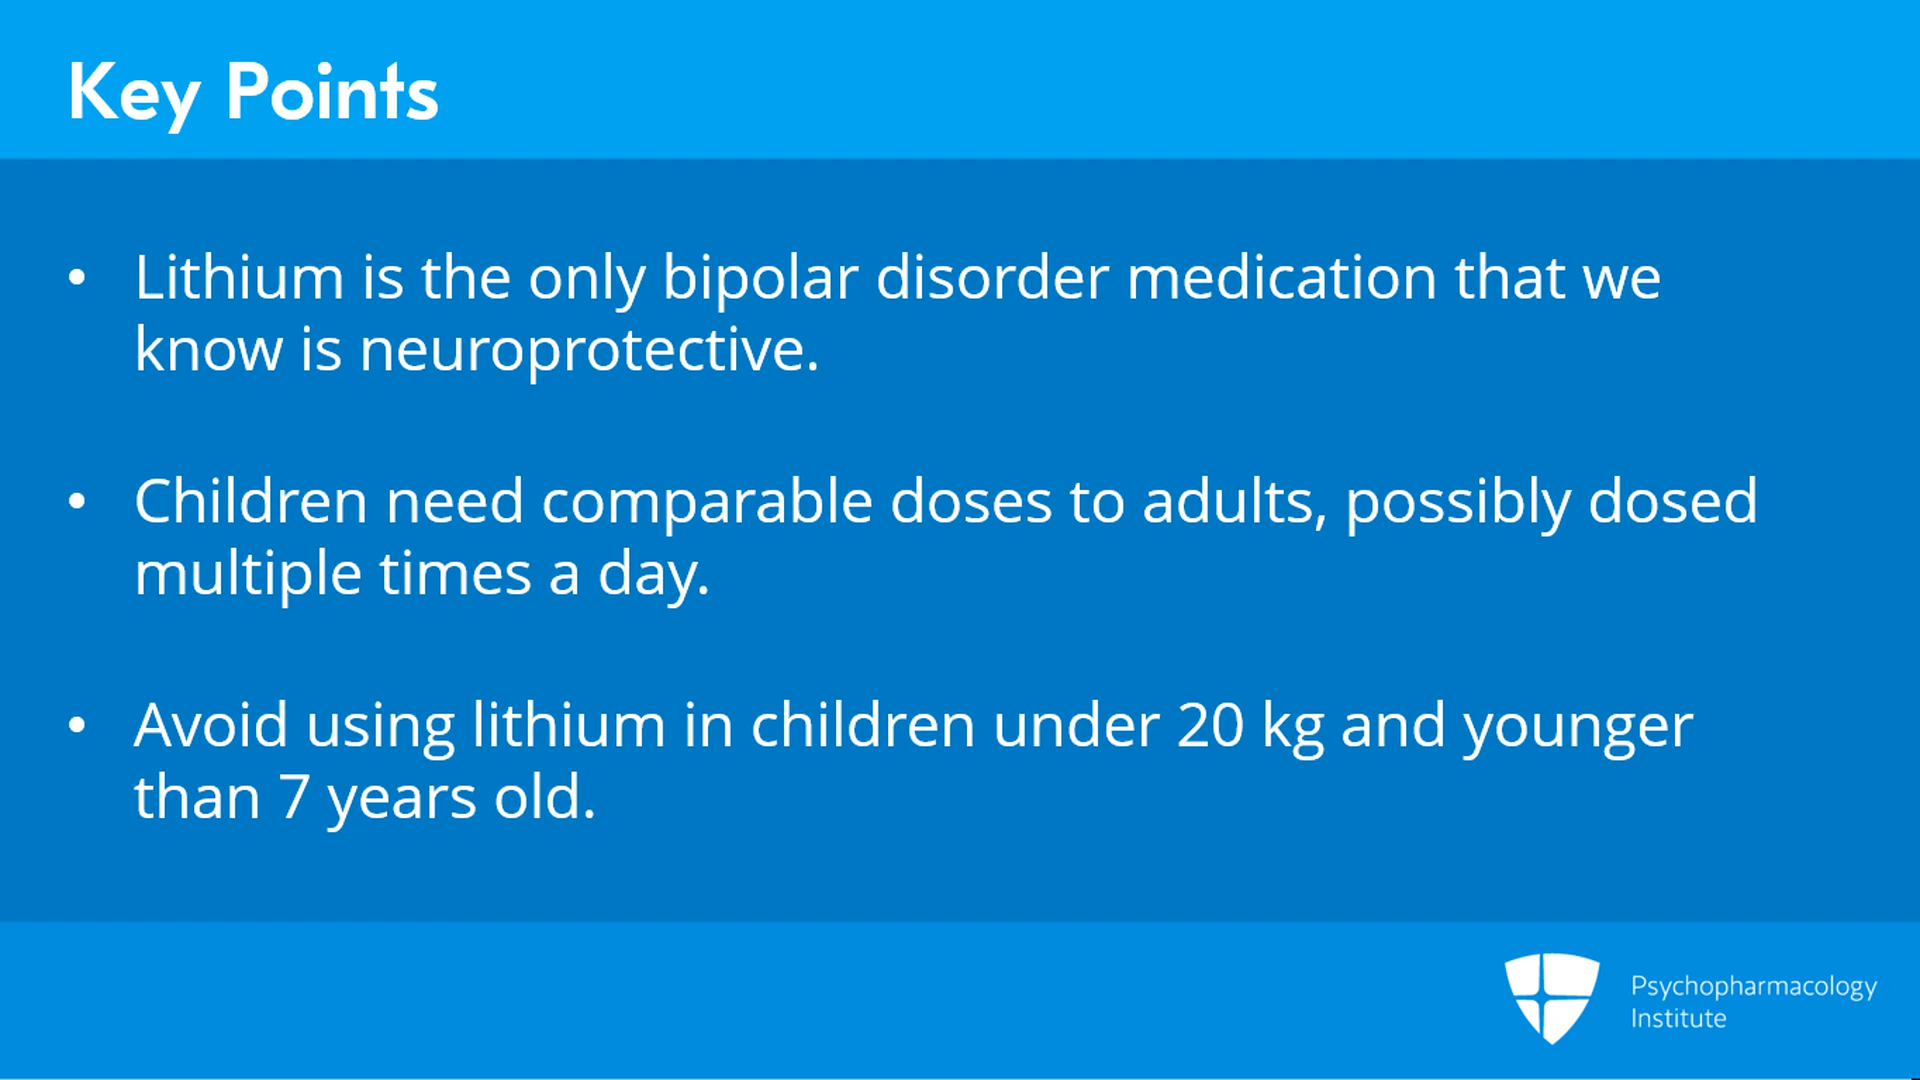 Key Points
• Lithium is the only bipolar disorder medication that we
know is neuroprotective.
• Children need comparable doses to adults, possibly dosed
multiple times a day.
• Avoid using lithium in children under 20 kg and younger
than 7 years old.
Psychopharmacology
Institute